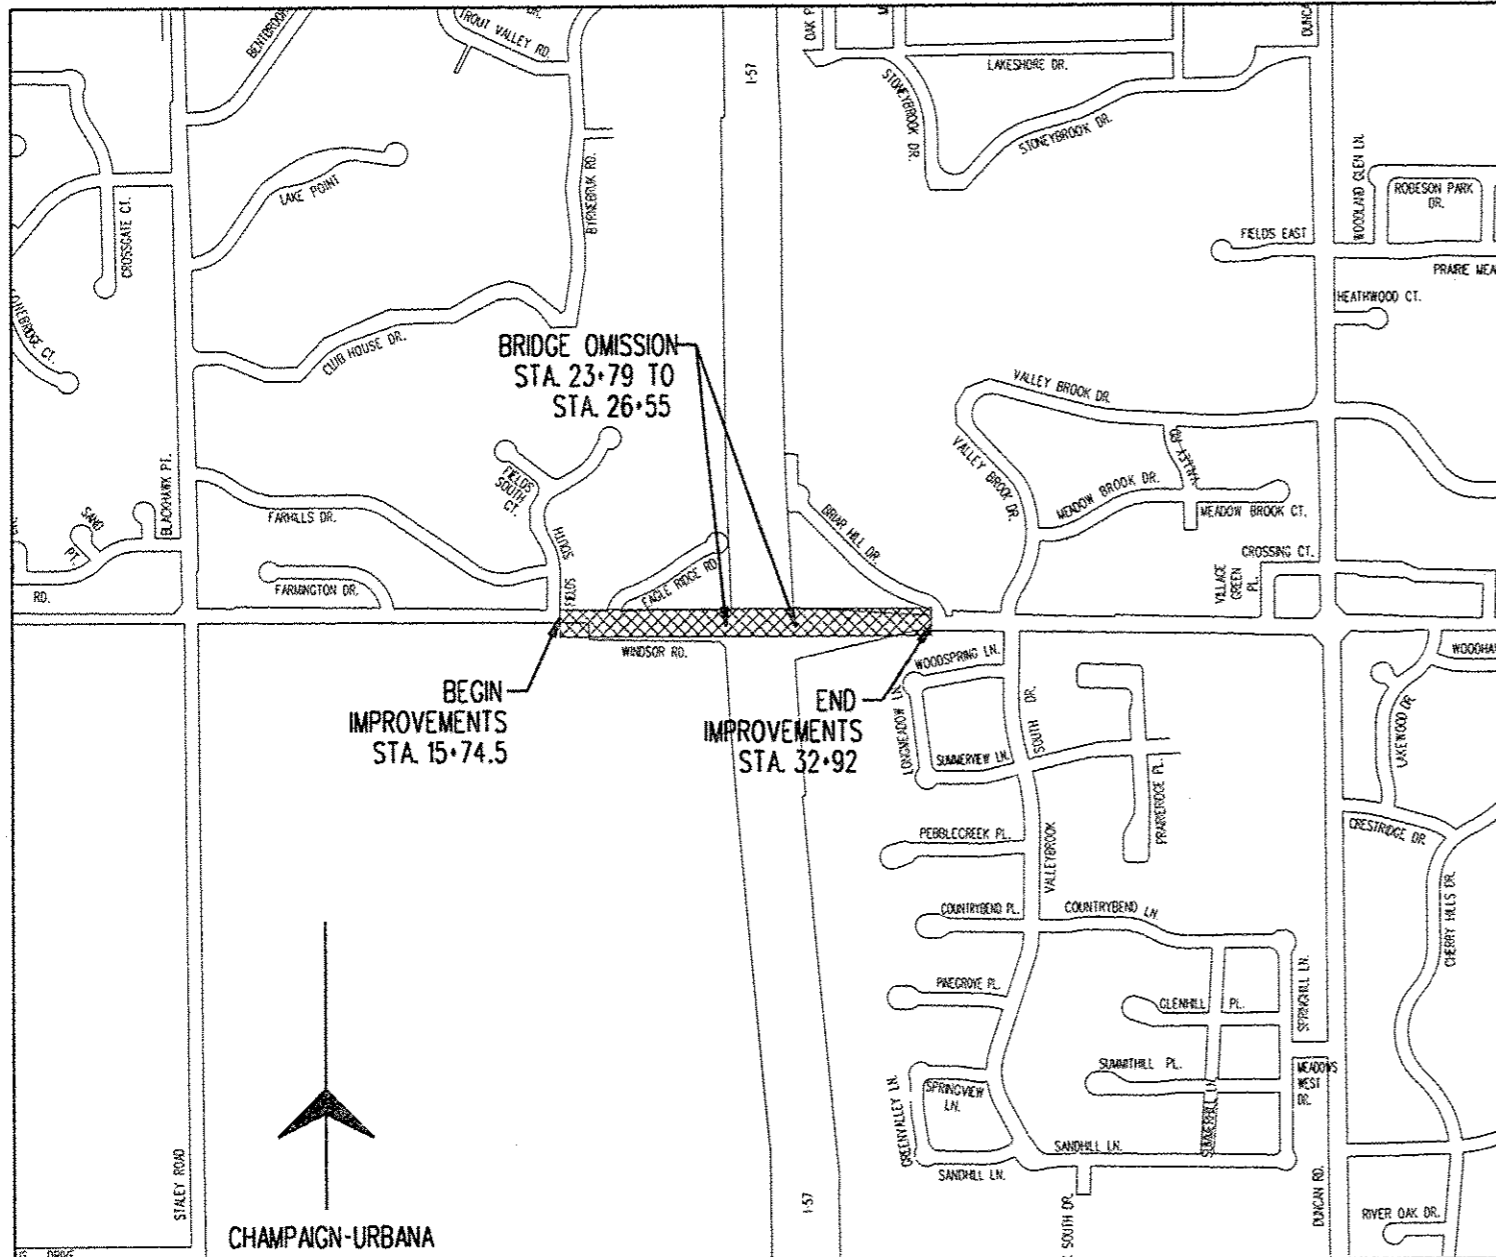 BENTBROOK
TROUT VALLEY RD.
DR.
I-57
OAK P
M
DUNCA
LAKESHORE DR.
STONEYBROOK DR.
STONEYBROOK DR.
LAKE POINT
CROSSGATE CT.
BYRNEBRUK RD.
WOODLAND GLEN LN.
ROBESON PARK
DR.
FIELDS EAST
PRAIRIE MEA
HEATHWOOD CT.
CLUB HOUSE DR.
BRIDGE OMISSION
STA. 23+79 TO
STA. 26+55
VALLEY BROOK DR.
VALLEY BROOK DR.
VALLEY RD
MEADOW BROOK DR.
MEADOW BROOK CT.
BLACKHAWK PT.
SAND
PT.
RD.
FARHILLS DR.
FIELDS
SOUTH
CT.
SOUTH
FIELDS
FARMINGTON DR.
EAGLE RIDGE RD.
BRIAR HILL DR.
CROSSING CT.
VILLAGE
GREEN
PL.
WINDSOR RD.
WOODSPRING LN.
WOODHA
BEGIN
IMPROVEMENTS
STA. 15+74.5
END
IMPROVEMENTS
STA. 32+92
LONGMEADOW LN.
SOUTH DR.
SUMMERVIEW LN.
PRAIRIERIDGE PL.
LAKEWOOD DR
CRESTRIDGE DR.
PEBBLECREEK PL.
VALLEYBROOK
CHERRY HILLS DR.
COUNTRYBEND PL.
COUNTRYBEND LN.
PINEGROVE PL.
GLENHILL PL.
SPRINGHILL LN.
SUMMITHILL PL.
MEADOWS
WEST
DR.
GREENVALLEY LN.
SPRINGVIEW
LN.
SUMMERHILL LN.
SANDHILL LN.
SANDHILL LN.
STALEY ROAD
I-57
SOUTH DR.
DUNCAN RD.
RIVER OAK DR.
CHAMPAIGN-URBANA
DRIVE